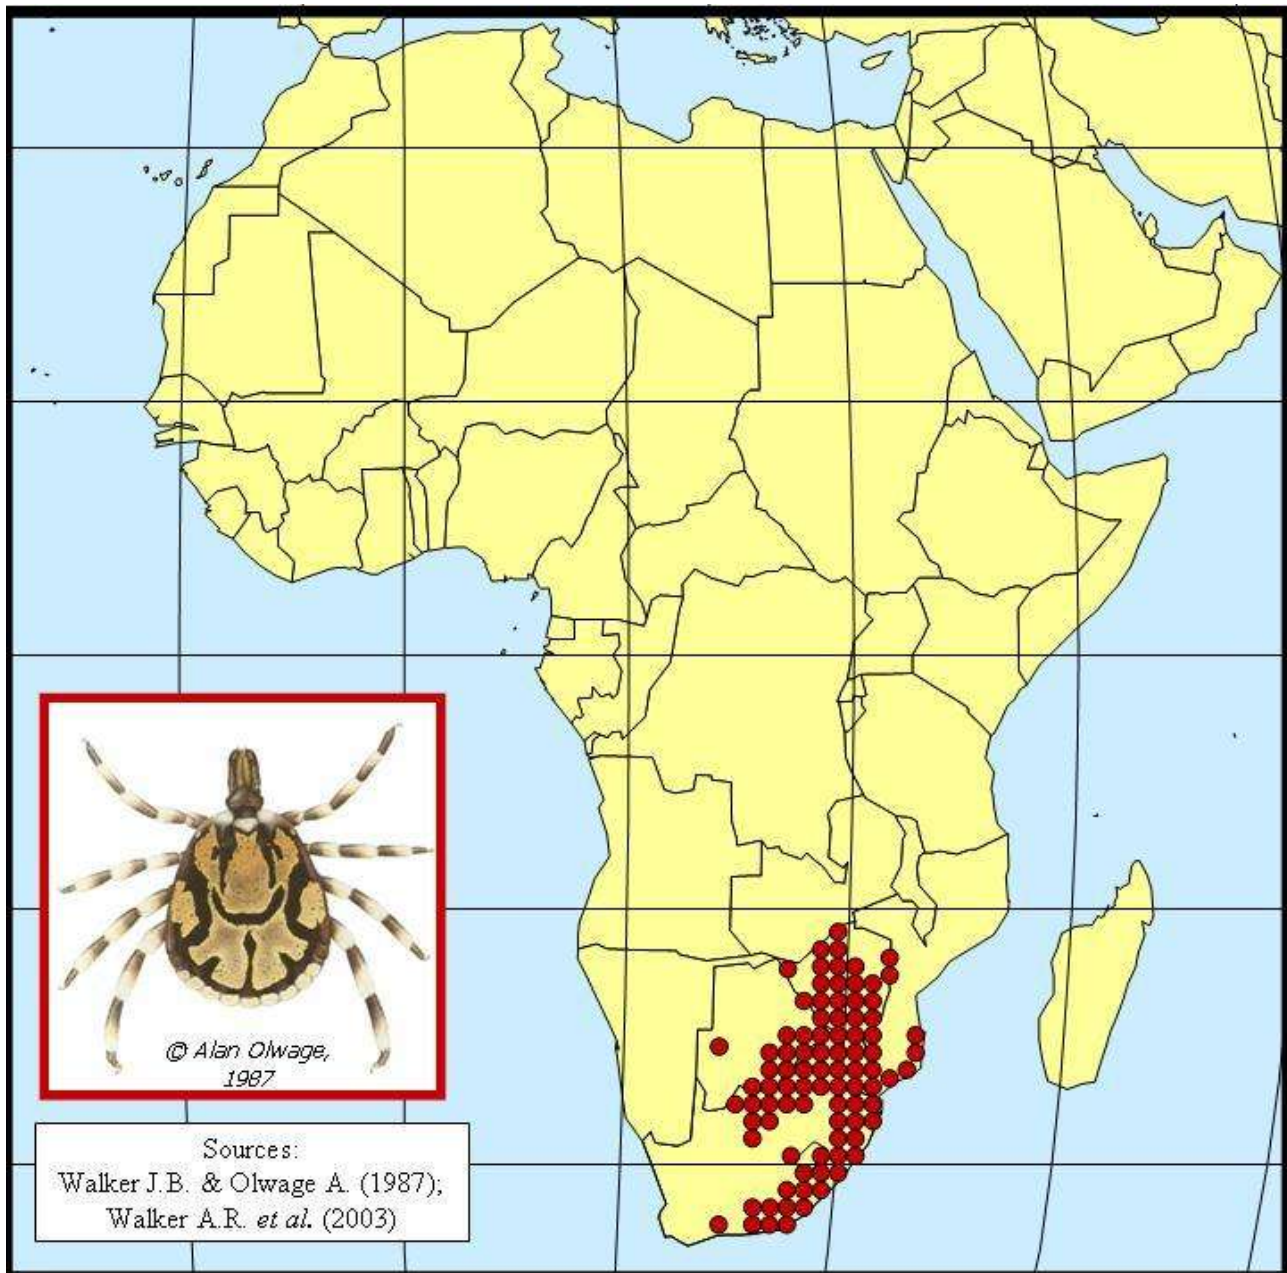 © Alan Olwage,
1987
Sources:
Walker J.B. & Olwage A. (1987);
Walker A.R. et al. (2003)